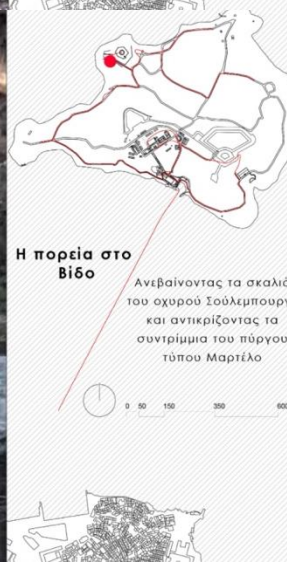 Η πορεία στο
Βίδο
Ανεβαίνοντας τα σκαλιά
του οχυρού Σούλεμπουργ
και αντικρίζοντας τα
συντρίμμια του πύργου
τύπου Μαρτέλο
0 50 150 350 600